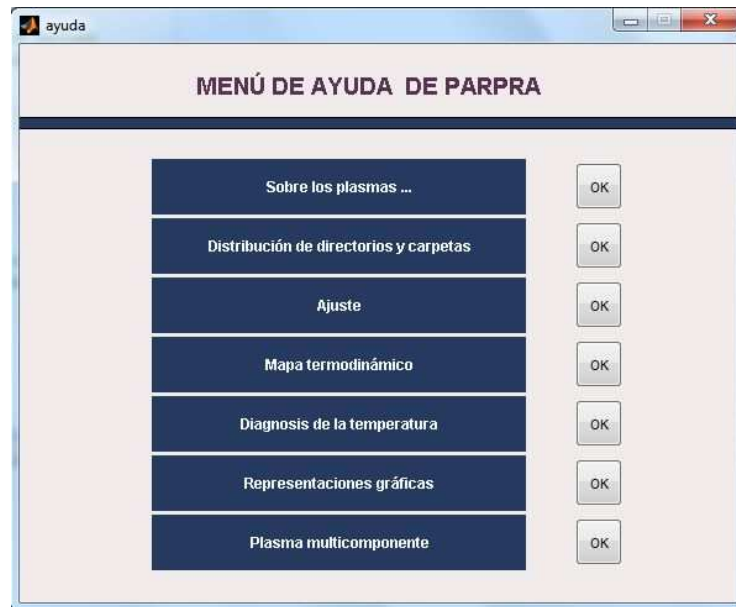 ayuda
MENÚ DE AYUDA DE PARPRA
Sobre los plasmas ...
OK
Distribución de directorios y carpetas
OK
Ajuste
OK
Mapa termodinámico
OK
Diagnosis de la temperatura
OK
Representaciones gráficas
OK
Plasma multicomponente
OK